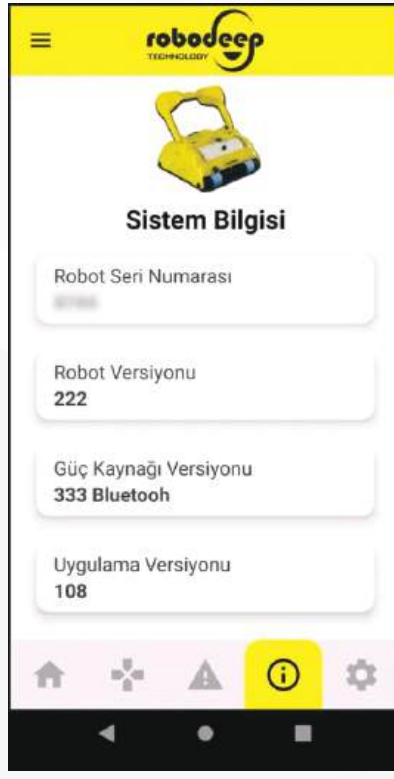 robodeep
TECHNOLOGY
Sistem Bilgisi
Robot Seri Numarası
Robot Versiyonu
222
Güç Kaynağı Versiyonu
333 Bluetooh
Uygulama Versiyonu
108